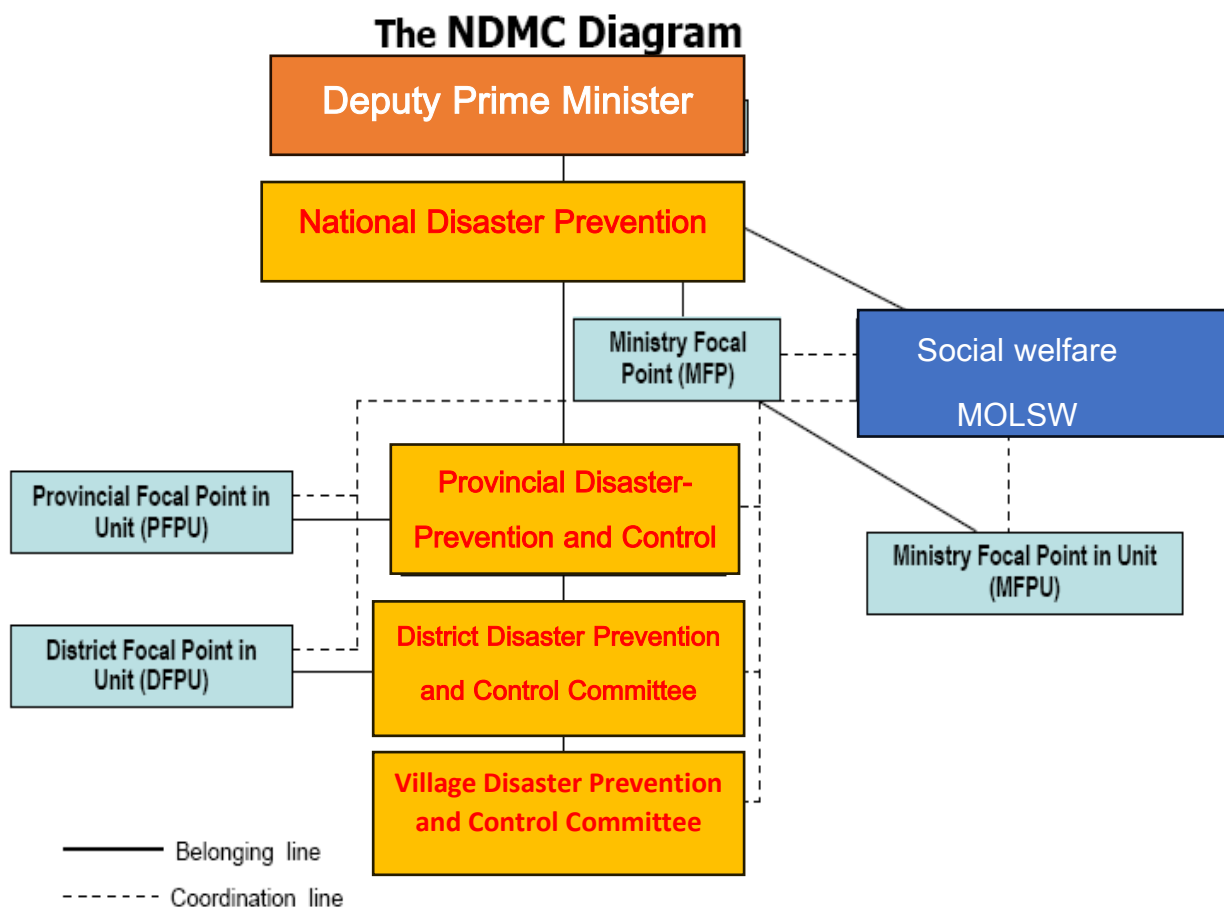 The NDMC Diagram
Deputy Prime Minister
National Disaster Prevention
Ministry Focal
Point (MFP)
Social welfare
MOLSW
Provincial Disaster-
Prevention and Control
Provincial Focal Point in
Unit (PFPU)
Ministry Focal Point in Unit
(MFPU)
District Disaster Prevention
and Control Committee
District Focal Point in
Unit (DFPU)
Village Disaster Prevention
and Control Committee
Belonging line
Coordination line